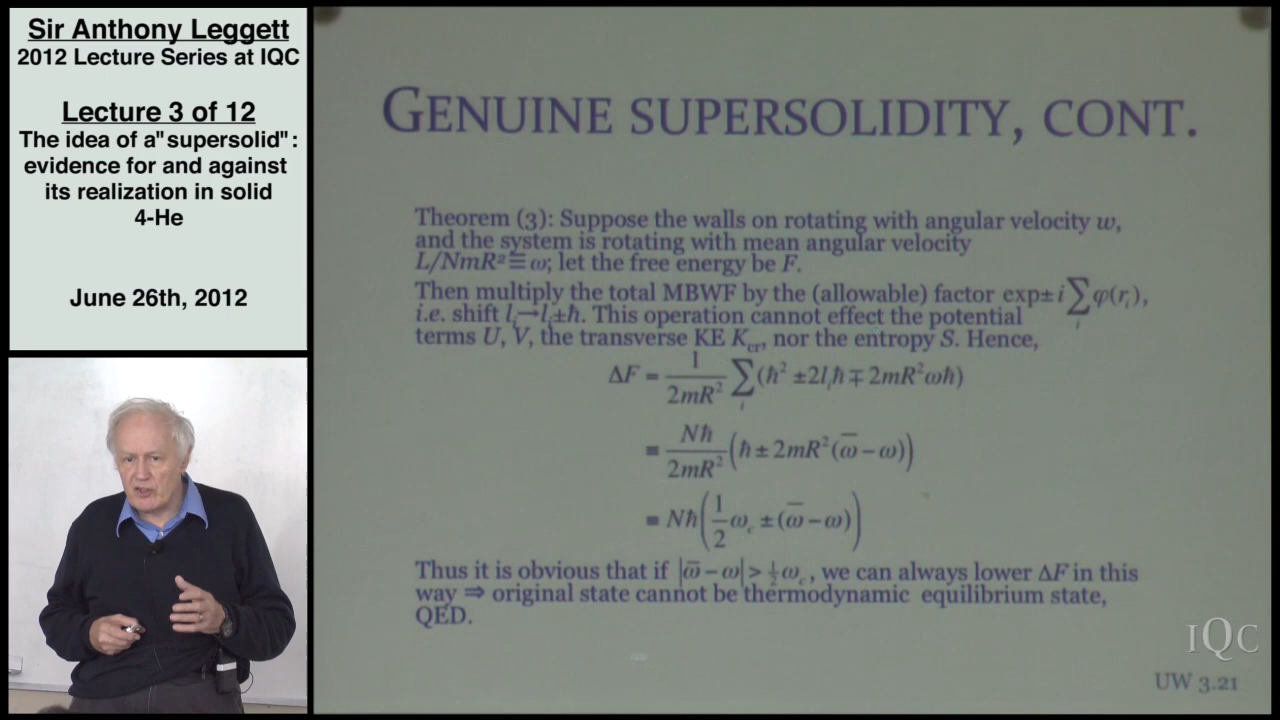 Sir Anthony Leggett
2012 Lecture Series at IQC
Lecture 3 of 12
The idea of a"supersolid":
evidence for and against
its realization in solid
4-He
June 26th, 2012
GENUINE SUPERSOLIDITY, CONT.
Theorem (3): Suppose the walls on rotating with angular velocity w,
and the system is rotating with mean angular velocity
L/NmR²≡ω; let the free energy be F.
Then multiply the total MBWF by the (allowable) factor exp± i∑φ(rᵢ),
i.e. shift lᵢ→lᵢ±ħ. This operation cannot effect the potential
terms U, V, the transverse KE K_cr, nor the entropy S. Hence,
ΔF = 1/2mR² ∑ᵢ(ħ² ±2lᵢħ ∓ 2mR²ωħ)
≡ Nħ/2mR² (ħ ± 2mR²(ω̅ − ω))
≡ Nħ(1/2 ω_c ± (ω̅ − ω))
Thus it is obvious that if |ω̅ − ω| > ½ω_c, we can always lower ΔF in this
way ⇒ original state cannot be thermodynamic equilibrium state,
QED.
IQC
UW 3.21